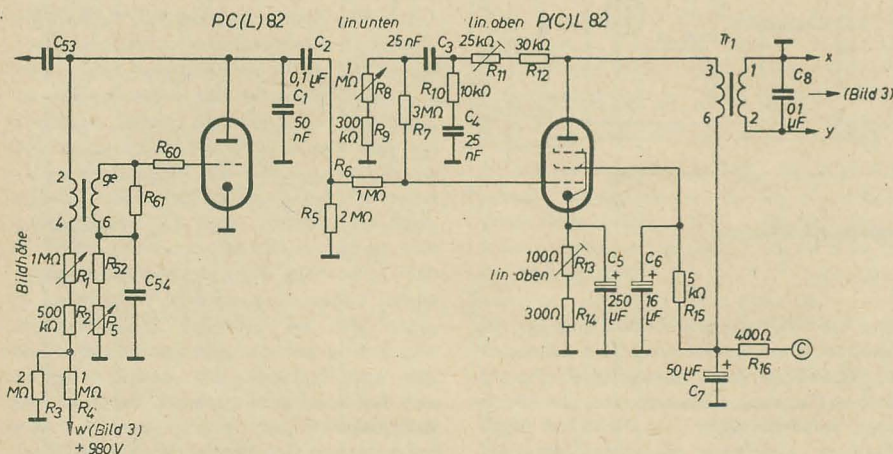 PC(L) 82
P(C)L 82
C53
C2
0,1 µF
C1
50
nF
lin unten
1
MΩ
R8
300
kΩ
R9
25 nF
C3
lin. oben
25kΩ
R11
30kΩ
R12
R10
10kΩ
3MΩ
R7
C4
25
nF
Tr1
3
6
1
2
C8
0,1
µF
x
y
(Bild 3)
R60
R61
2
4
ge
6
Bildhöhe
1MΩ
R1
500
kΩ
R2
R52
P5
C54
2
MΩ
R3
1
MΩ
R4
w (Bild 3)
+ 980V
R6
1MΩ
R5
2 MΩ
100Ω
R13
lin-oben
300Ω
R14
C5
+
250
µF
C6
+
16
µF
5
kΩ
R15
400Ω
R16
C
50 µF
+
C7